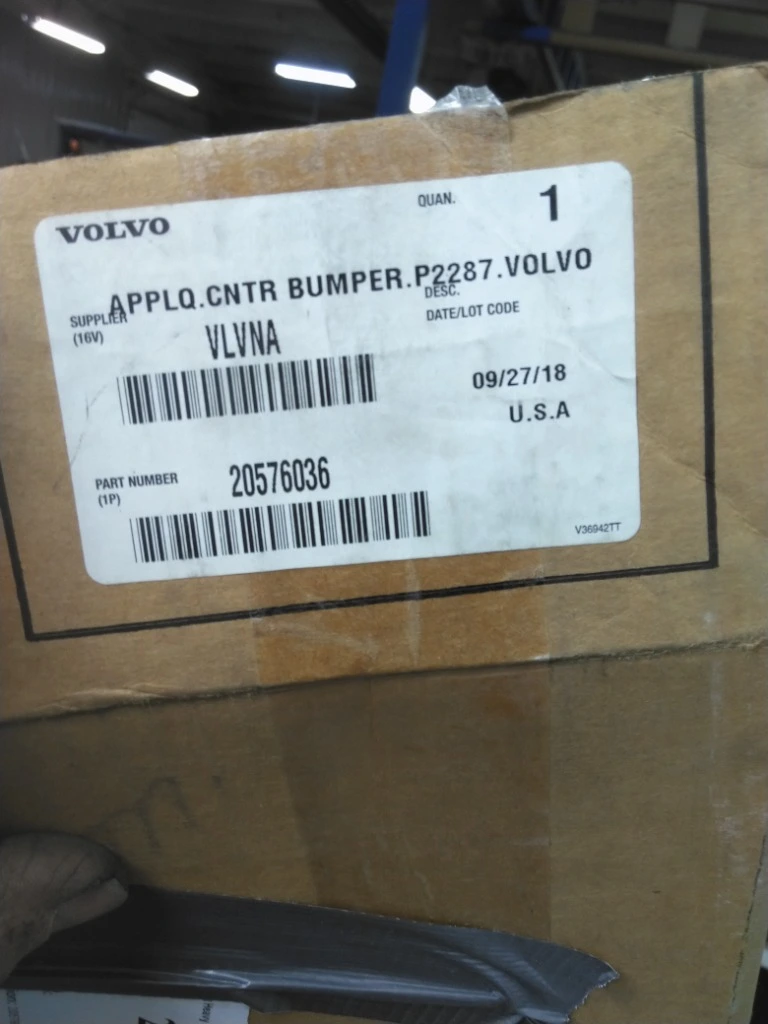 VOLVO
QUAN. 1
APPLQ.CNTR BUMPER.P2287.VOLVO
DESC.
SUPPLIER
(16V)
VLVNA
DATE/LOT CODE
09/27/18
U.S.A
PART NUMBER
(1P)
20576036
V36942TT